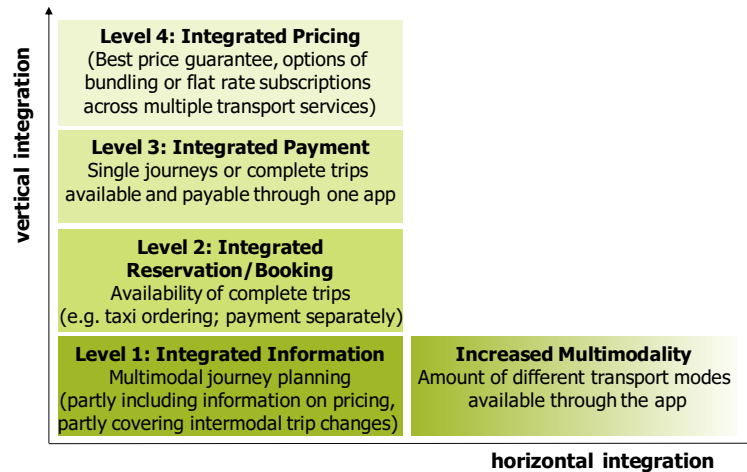 vertical integration
Level 4: Integrated Pricing
(Best price guarantee, options of
bundling or flat rate subscriptions
across multiple transport services)
Level 3: Integrated Payment
Single journeys or complete trips
available and payable through one app
Level 2: Integrated
Reservation/Booking
Availability of complete trips
(e.g. taxi ordering; payment separately)
Level 1: Integrated Information
Multimodal journey planning
(partly including information on pricing,
partly covering intermodal trip changes)
Increased Multimodality
Amount of different transport modes
available through the app
horizontal integration